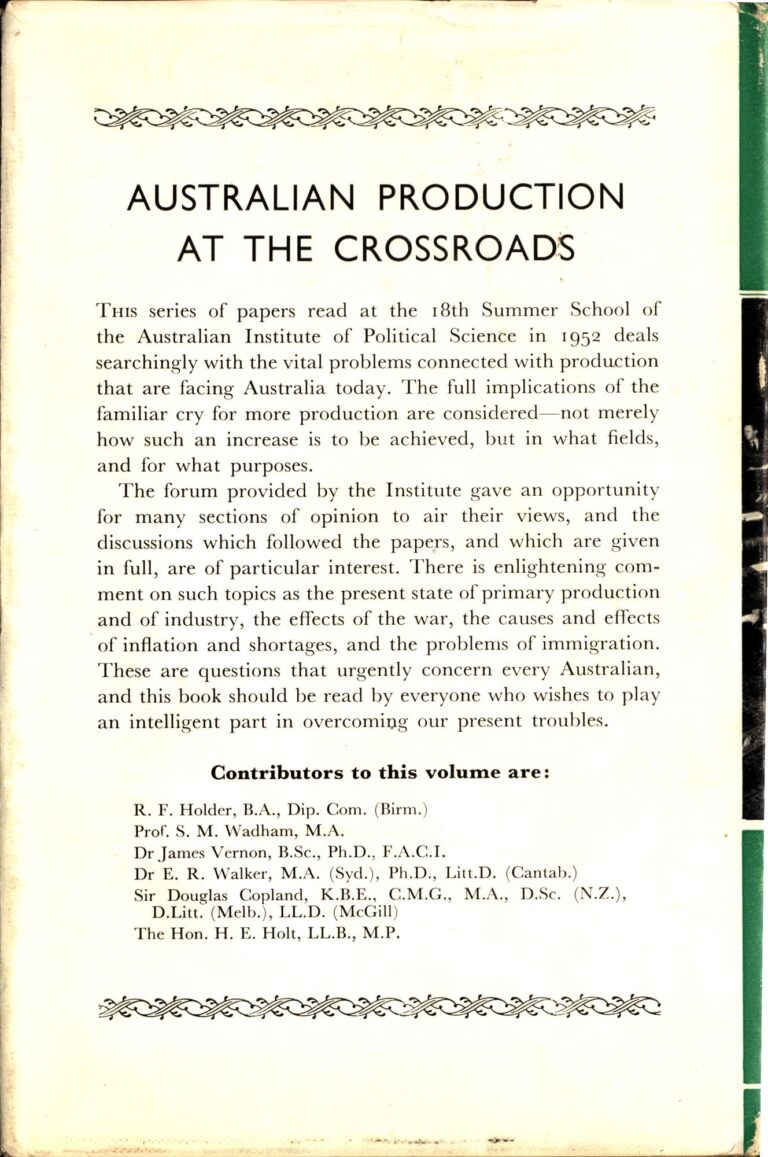 AUSTRALIAN PRODUCTION
AT THE CROSSROADS
THIS series of papers read at the 18th Summer School of
the Australian Institute of Political Science in 1952 deals
searchingly with the vital problems connected with production
that are facing Australia today. The full implications of the
familiar cry for more production are considered—not merely
how such an increase is to be achieved, but in what fields,
and for what purposes.
The forum provided by the Institute gave an opportunity
for many sections of opinion to air their views, and the
discussions which followed the papers, and which are given
in full, are of particular interest. There is enlightening com-
ment on such topics as the present state of primary production
and of industry, the effects of the war, the causes and effects
of inflation and shortages, and the problems of immigration.
These are questions that urgently concern every Australian,
and this book should be read by everyone who wishes to play
an intelligent part in overcoming our present troubles.
Contributors to this volume are:
R. F. Holder, B.A., Dip. Com. (Birm.)
Prof. S. M. Wadham, M.A.
Dr James Vernon, B.Sc., Ph.D., F.A.C.I.
Dr E. R. Walker, M.A. (Syd.), Ph.D., Litt.D. (Cantab.)
Sir Douglas Copland, K.B.E., C.M.G., M.A., D.Sc. (N.Z.),
D.Litt. (Melb.), LL.D. (McGill)
The Hon. H. E. Holt, LL.B., M.P.